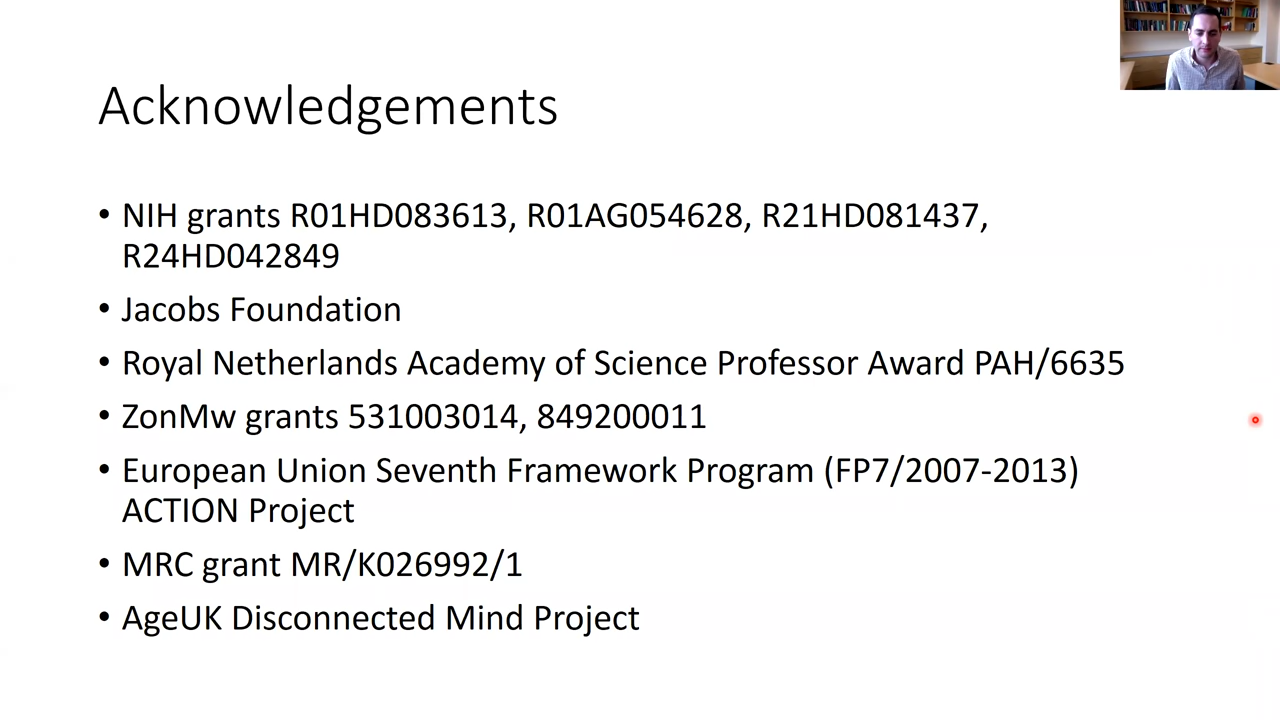 Acknowledgements
• NIH grants R01HD083613, R01AG054628, R21HD081437,
R24HD042849
• Jacobs Foundation
• Royal Netherlands Academy of Science Professor Award PAH/6635
• ZonMw grants 531003014, 849200011
• European Union Seventh Framework Program (FP7/2007-2013)
ACTION Project
• MRC grant MR/K026992/1
• AgeUK Disconnected Mind Project